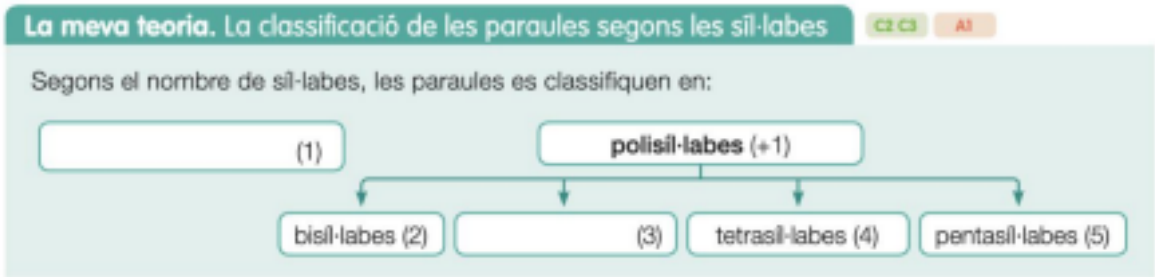 La meva teoria. La classificació de les paraules segons les síl·labes C2 C3 A1
Segons el nombre de síl·labes, les paraules es classifiquen en:
(1) polisíl·labes (+1)
bisíl·labes (2) (3) tetrasíl·labes (4) pentasíl·labes (5)